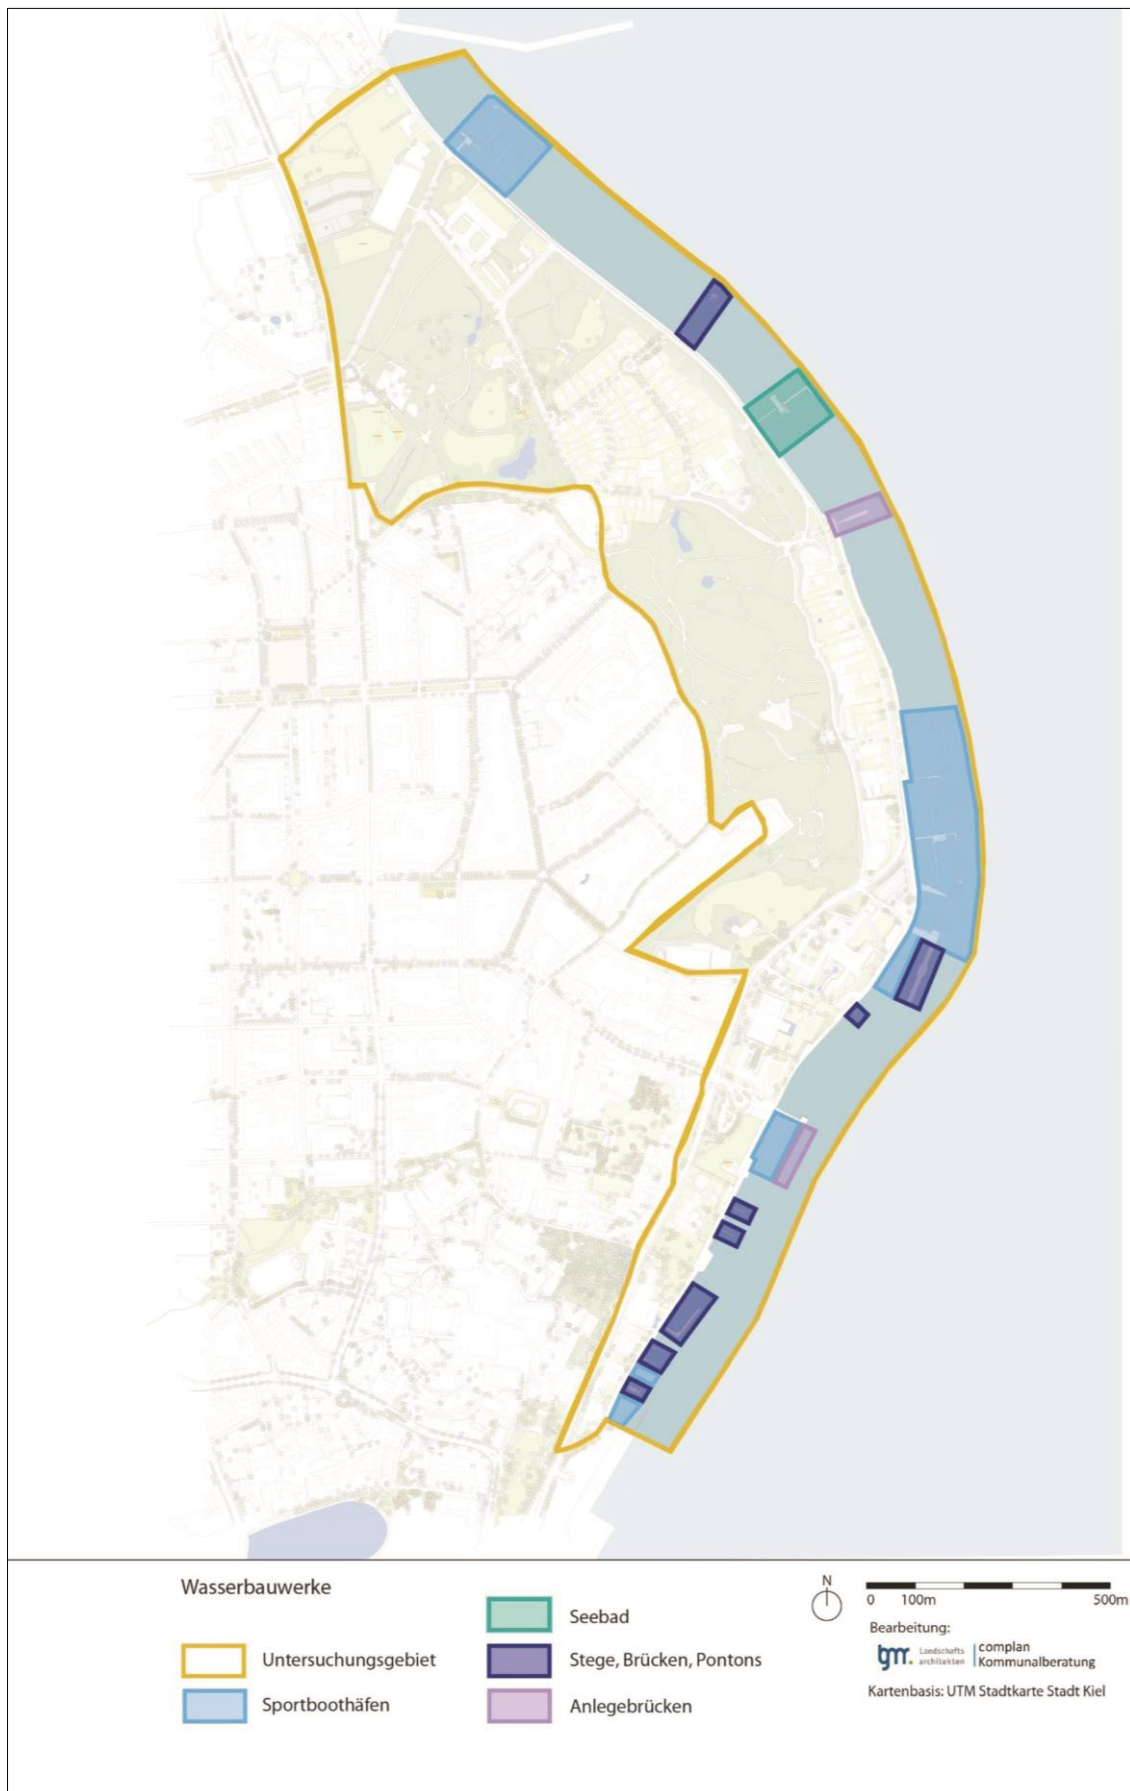 Wasserbauwerke
Untersuchungsgebiet
Sportboothäfen
Seebad
Stege, Brücken, Pontons
Anlegebrücken
N
0 100m 500m
Bearbeitung:
gmr. Landschafts architekten
complan
Kommunalberatung
Kartenbasis: UTM Stadtkarte Stadt Kiel